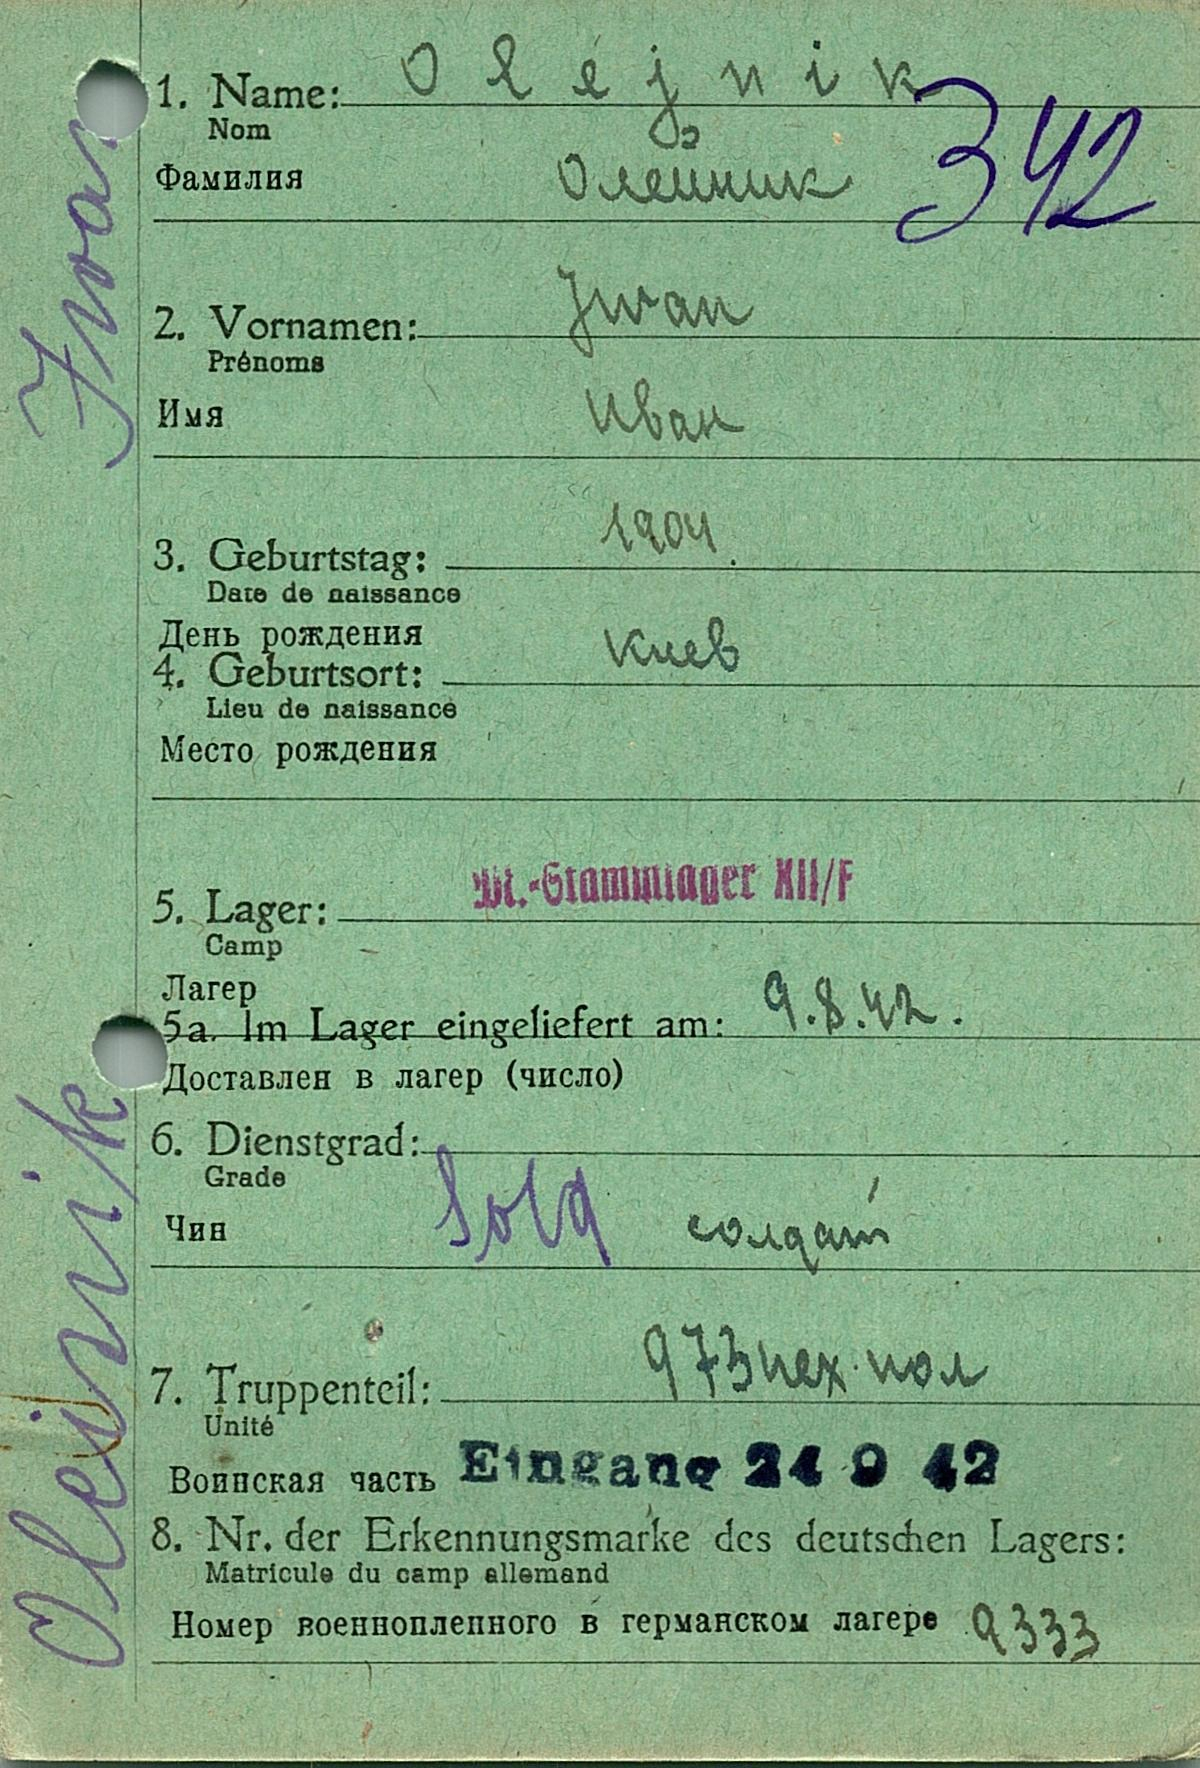 1. Name: Olejnik
Nom
Фамилия Олейник
342
2. Vornamen: Jwan
Prénoms
Имя Иван
3. Geburtstag: 1904.
Date de naissance
День рождения
4. Geburtsort: Киев
Lieu de naissance
Место рождения
5. Lager: M.-Stammlager XII/F
Camp
Лагер
5a. Im Lager eingeliefert am: 9.8.42.
Доставлен в лагер (число)
6. Dienstgrad:
Grade
Чин Sold солдат
7. Truppenteil: 973 пех. пол
Unité
Воинская часть Eingang 24 9 42
8. Nr. der Erkennungsmarke des deutschen Lagers:
Matricule du camp allemand
Номер военнопленного в германском лагере 9333
Oleinik Iwan